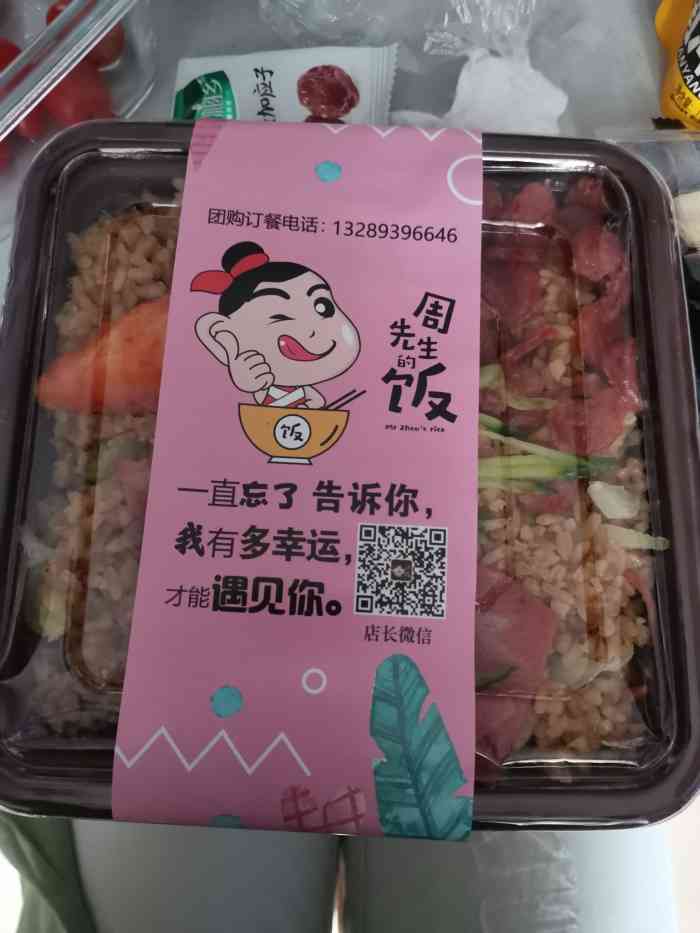 团购订餐电话：13289396646
周
先生
的
饭
Mr Zhou's rice
饭
一直忘了 告诉你，
我有多幸运，
才能遇见你。
店长微信